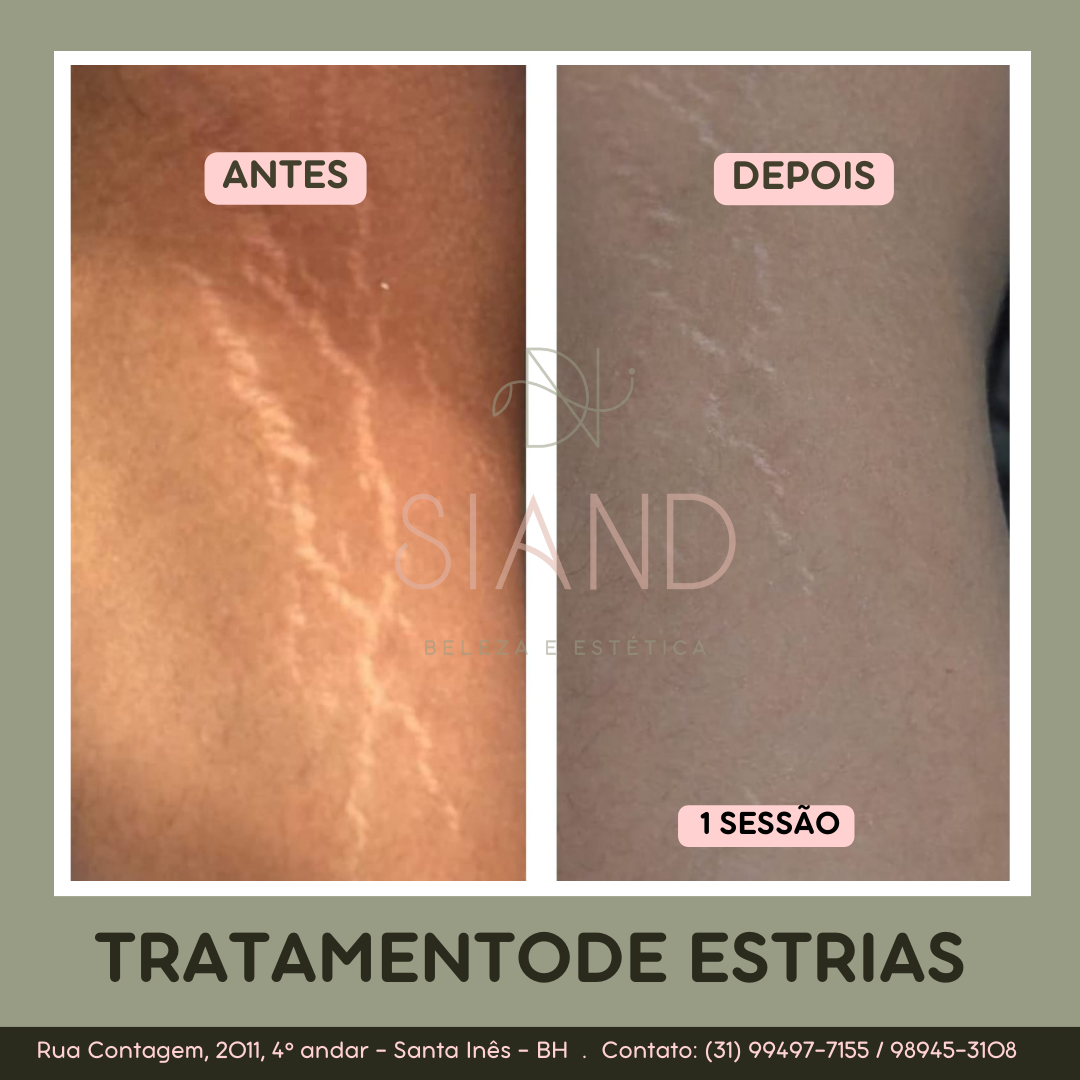 ANTES
DEPOIS
SIAND
BELEZA E ESTÉTICA
1 SESSÃO
TRATAMENTODE ESTRIAS
Rua Contagem, 2011, 4º andar - Santa Inês - BH . Contato: (31) 99497-7155 / 98945-3108